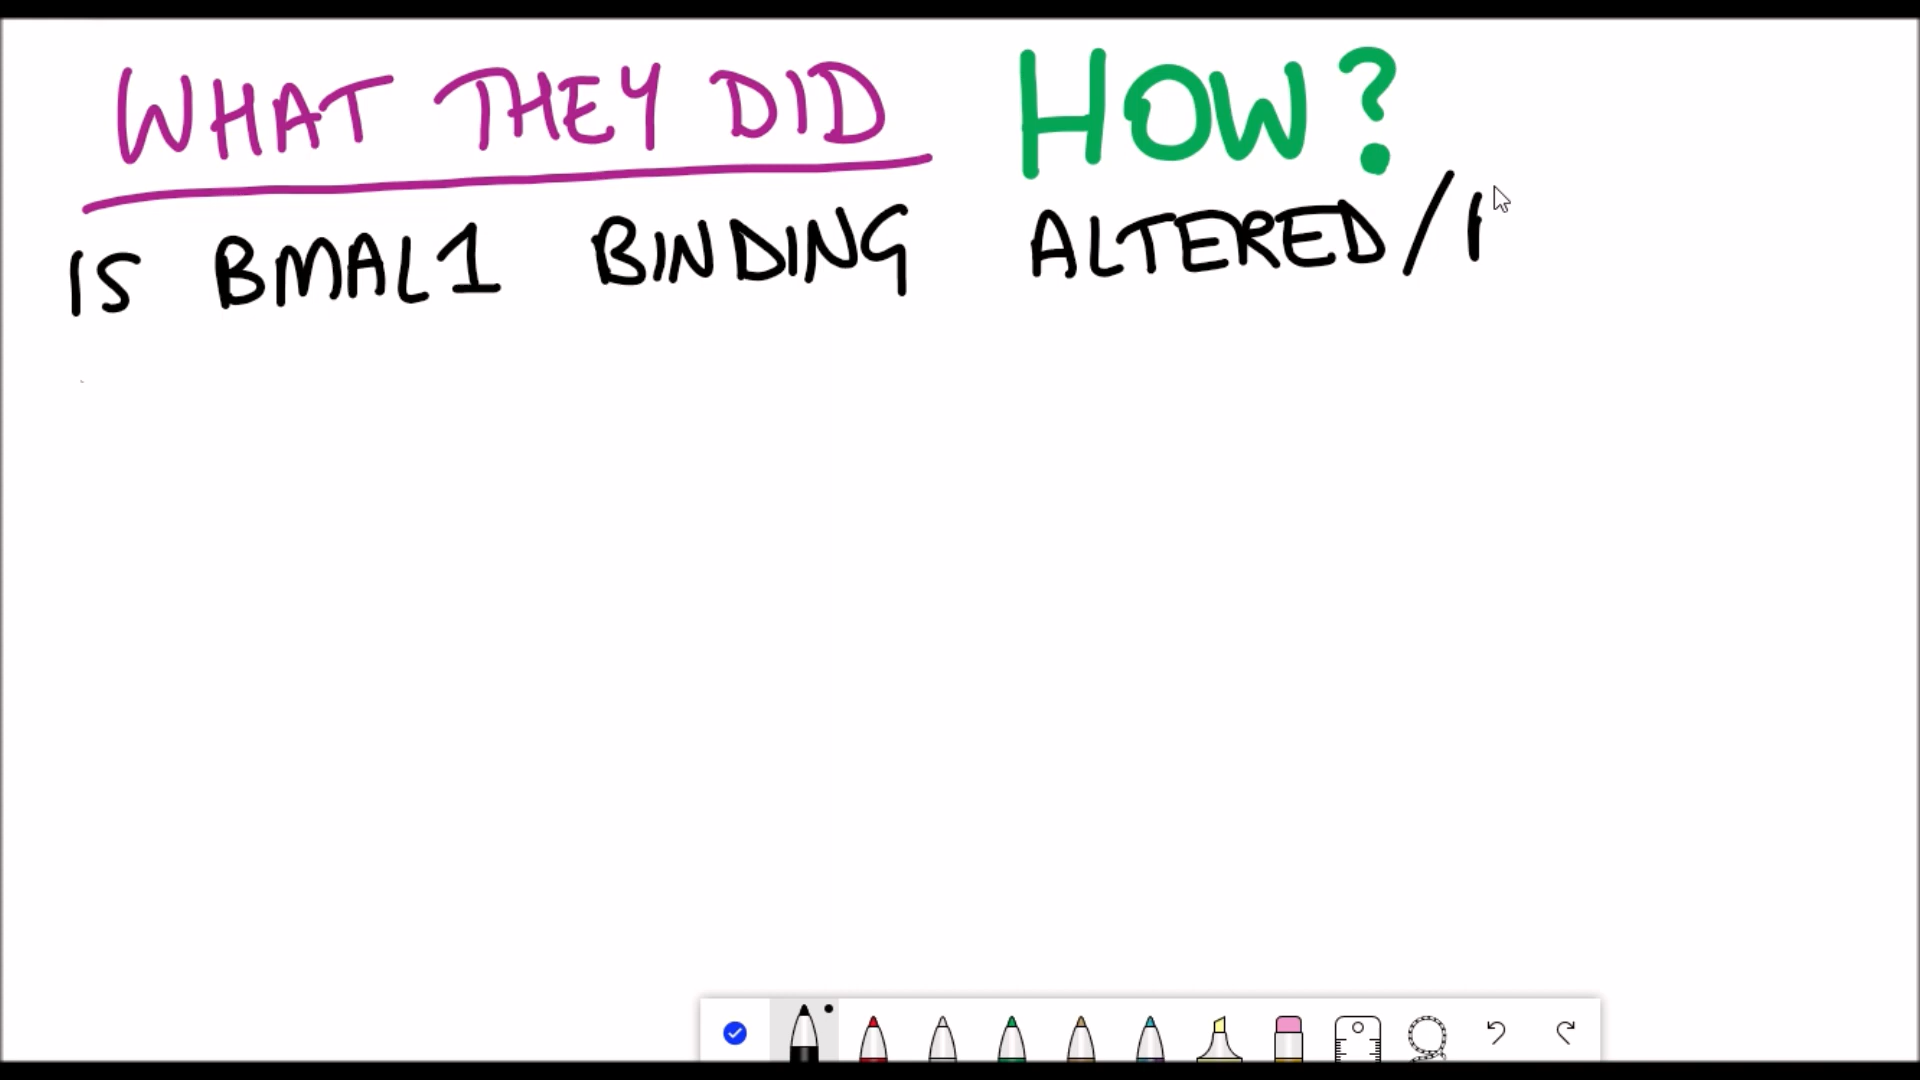 WHAT THEY DID HOW?
IS BMAL1 BINDING ALTERED/